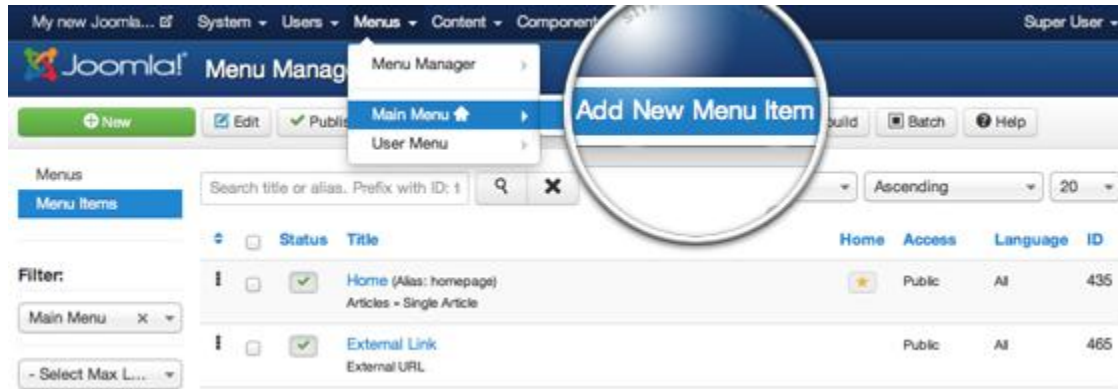 My new Joomla... System Users Menus Content Component Super User
Joomla! Menu Manag
Menu Manager
New Edit Publi Main Menu Add New Menu Item build Batch Help
User Menu
Menus
Search title or alias. Prefix with ID: Ascending 20
Menu Items
Status Title Home Access Language ID
Filter:
Home (Alias: homepage) Public All 435
Articles » Single Article
Main Menu
External Link Public All 465
External URL
- Select Max L...